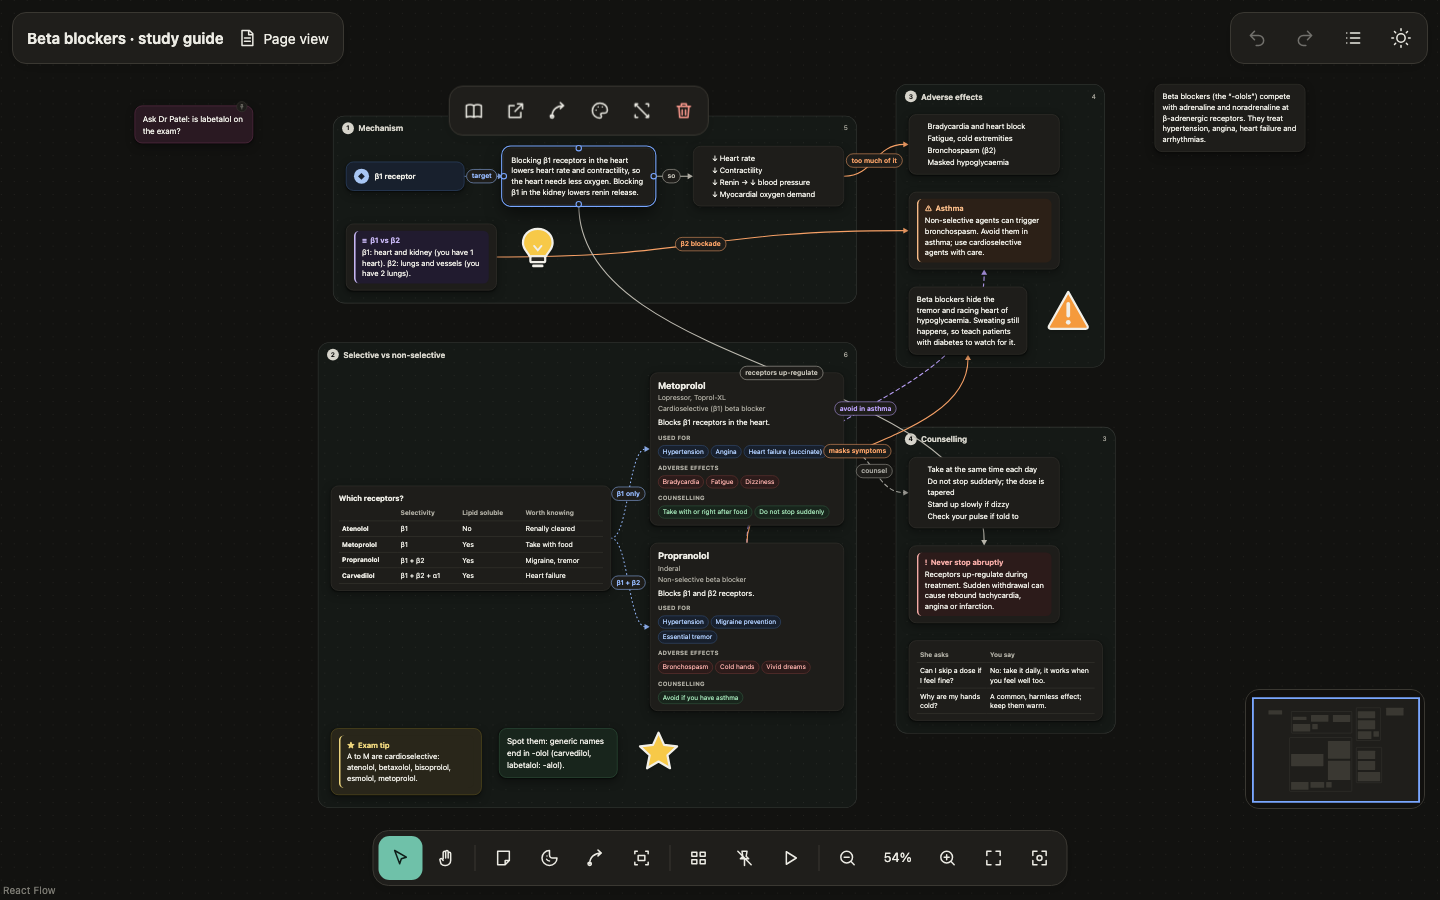 Beta blockers · study guide
Page view
Ask Dr Patel: is labetalol on
the exam?
1 Mechanism 5
β1 receptor
target
Blocking β1 receptors in the heart
lowers heart rate and contractility, so
the heart needs less oxygen. Blocking
β1 in the kidney lowers renin release.
so
↓ Heart rate
↓ Contractility
↓ Renin → ↓ blood pressure
↓ Myocardial oxygen demand
too much of it
≡ β1 vs β2
β1: heart and kidney (you have 1
heart). β2: lungs and vessels (you
have 2 lungs).
β2 blockade
3 Adverse effects 4
Bradycardia and heart block
Fatigue, cold extremities
Bronchospasm (β2)
Masked hypoglycaemia
⚠ Asthma
Non-selective agents can trigger
bronchospasm. Avoid them in
asthma; use cardioselective
agents with care.
Beta blockers hide the
tremor and racing heart of
hypoglycaemia. Sweating still
happens, so teach patients
with diabetes to watch for it.
Beta blockers (the "-olols") compete
with adrenaline and noradrenaline at
β-adrenergic receptors. They treat
hypertension, angina, heart failure and
arrhythmias.
2 Selective vs non-selective 6
receptors up-regulate
Metoprolol
Lopressor, Toprol-XL
Cardioselective (β1) beta blocker
Blocks β1 receptors in the heart.
USED FOR
Hypertension Angina Heart failure (succinate)
ADVERSE EFFECTS
Bradycardia Fatigue Dizziness
COUNSELLING
Take with or right after food Do not stop suddenly
avoid in asthma
masks symptoms
counsel
Which receptors?
Selectivity Lipid soluble Worth knowing
Atenolol β1 No Renally cleared
Metoprolol β1 Yes Take with food
Propranolol β1 + β2 Yes Migraine, tremor
Carvedilol β1 + β2 + α1 Yes Heart failure
β1 only
β1 + β2
Propranolol
Inderal
Non-selective beta blocker
Blocks β1 and β2 receptors.
USED FOR
Hypertension Migraine prevention
Essential tremor
ADVERSE EFFECTS
Bronchospasm Cold hands Vivid dreams
COUNSELLING
Avoid if you have asthma
★ Exam tip
A to M are cardioselective:
atenolol, betaxolol, bisoprolol,
esmolol, metoprolol.
Spot them: generic names
end in -olol (carvedilol,
labetalol: -alol).
4 Counselling 3
Take at the same time each day
Do not stop suddenly; the dose is
tapered
Stand up slowly if dizzy
Check your pulse if told to
! Never stop abruptly
Receptors up-regulate during
treatment. Sudden withdrawal can
cause rebound tachycardia,
angina or infarction.
She asks You say
Can I skip a dose if No: take it daily, it works when
I feel fine? you feel well too.
Why are my hands A common, harmless effect;
cold? keep them warm.
54%
React Flow